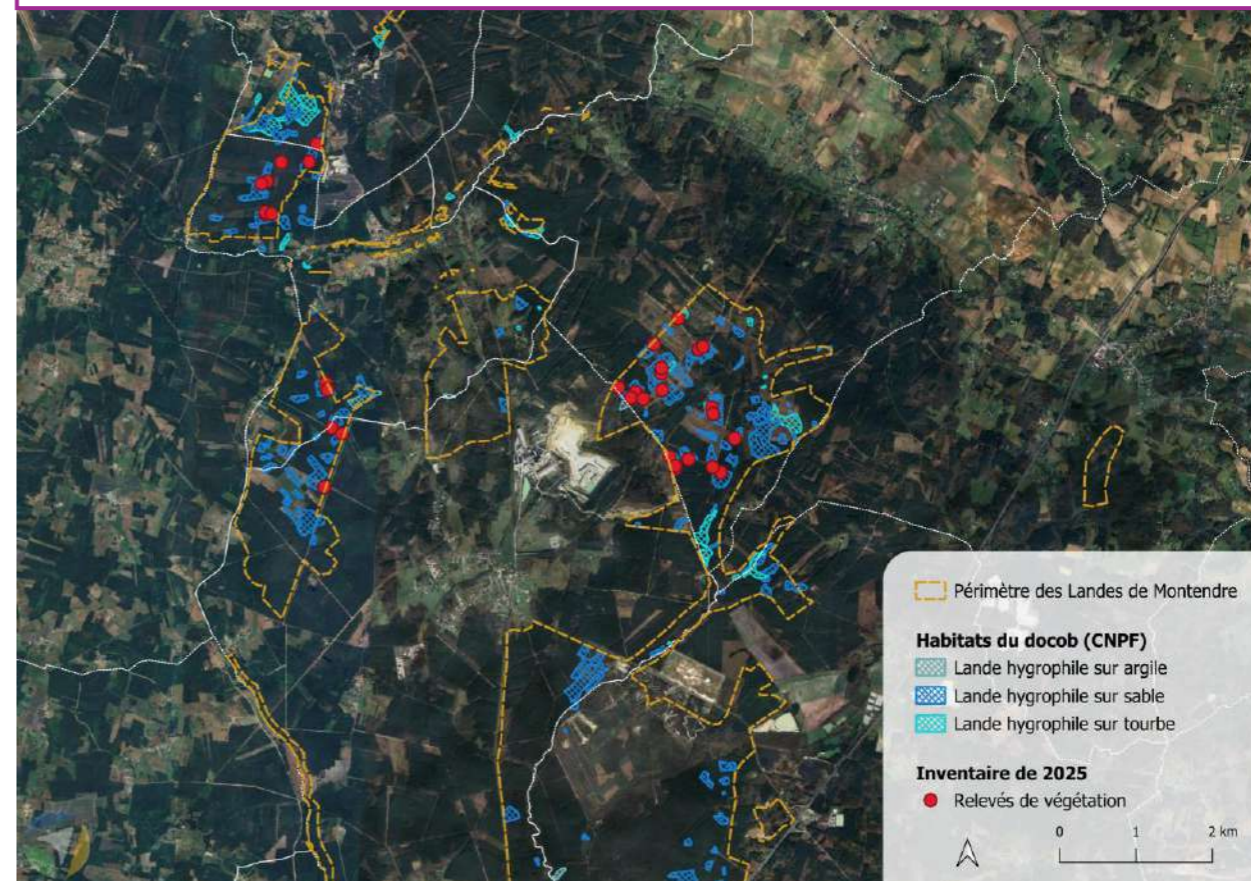 Périmètre des Landes de Montendre
Habitats du docob (CNPF)
Lande hygrophile sur argile
Lande hygrophile sur sable
Lande hygrophile sur tourbe
Inventaire de 2025
Relevés de végétation
0 1 2 km